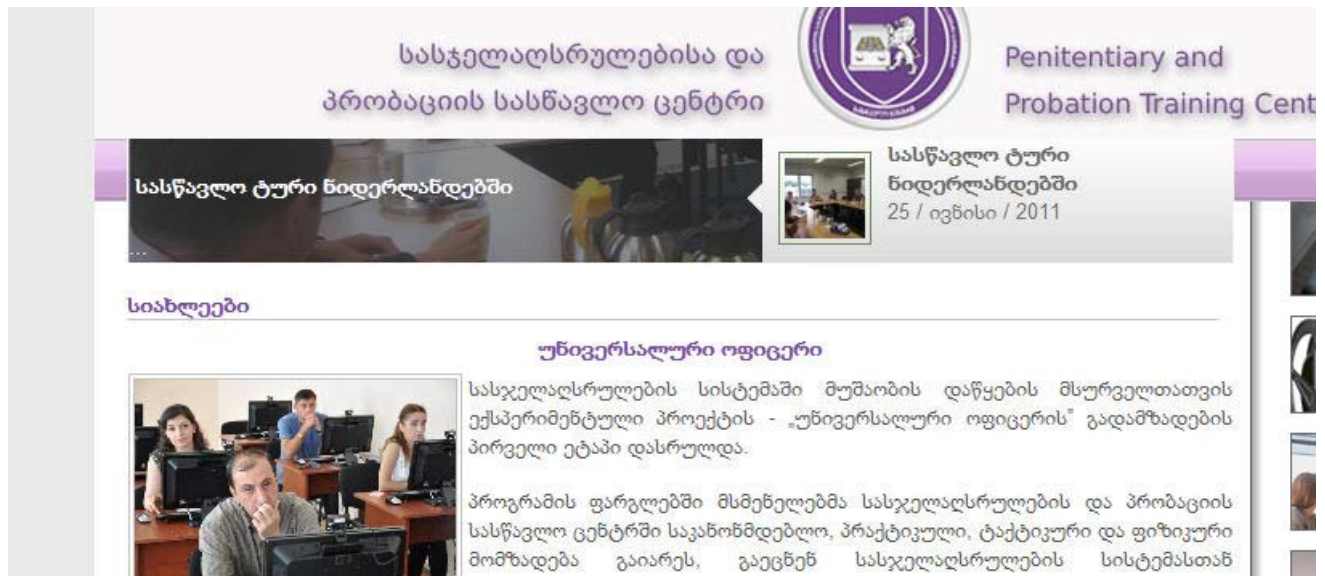 სასჯელაღსრულებისა და
პრობაციის სასწავლო ცენტრი
Penitentiary and
Probation Training Cent
სასწავლო ტური ნიდერლანდებში
...
სასწავლო ტური
ნიდერლანდებში
25 / ივნისი / 2011
სიახლეები
უნივერსალური ოფიცერი
სასჯელაღსრულების სისტემაში მუშაობის დაწყების მსურველთათვის
ექსპერიმენტული პროექტის - „უნივერსალური ოფიცერის" გადამზადების
პირველი ეტაპი დასრულდა.
პროგრამის ფარგლებში მსმენელებმა სასჯელაღსრულების და პრობაციის
სასწავლო ცენტრში საკანონმდებლო, პრაქტიკული, ტაქტიკური და ფიზიკური
მომზადება გაიარეს, გაეცნენ სასჯელაღსრულების სისტემასთან